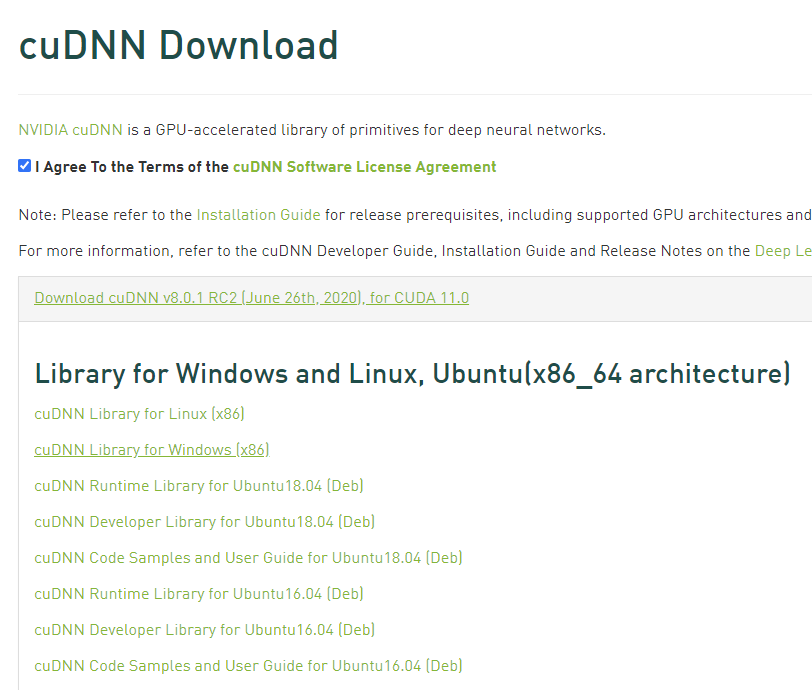 cuDNN Download
NVIDIA cuDNN is a GPU-accelerated library of primitives for deep neural networks.
I Agree To the Terms of the cuDNN Software License Agreement
Note: Please refer to the Installation Guide for release prerequisites, including supported GPU architectures and
For more information, refer to the cuDNN Developer Guide, Installation Guide and Release Notes on the Deep Le
Download cuDNN v8.0.1 RC2 (June 26th, 2020), for CUDA 11.0
Library for Windows and Linux, Ubuntu(x86_64 architecture)
cuDNN Library for Linux (x86)
cuDNN Library for Windows (x86)
cuDNN Runtime Library for Ubuntu18.04 (Deb)
cuDNN Developer Library for Ubuntu18.04 (Deb)
cuDNN Code Samples and User Guide for Ubuntu18.04 (Deb)
cuDNN Runtime Library for Ubuntu16.04 (Deb)
cuDNN Developer Library for Ubuntu16.04 (Deb)
cuDNN Code Samples and User Guide for Ubuntu16.04 (Deb)